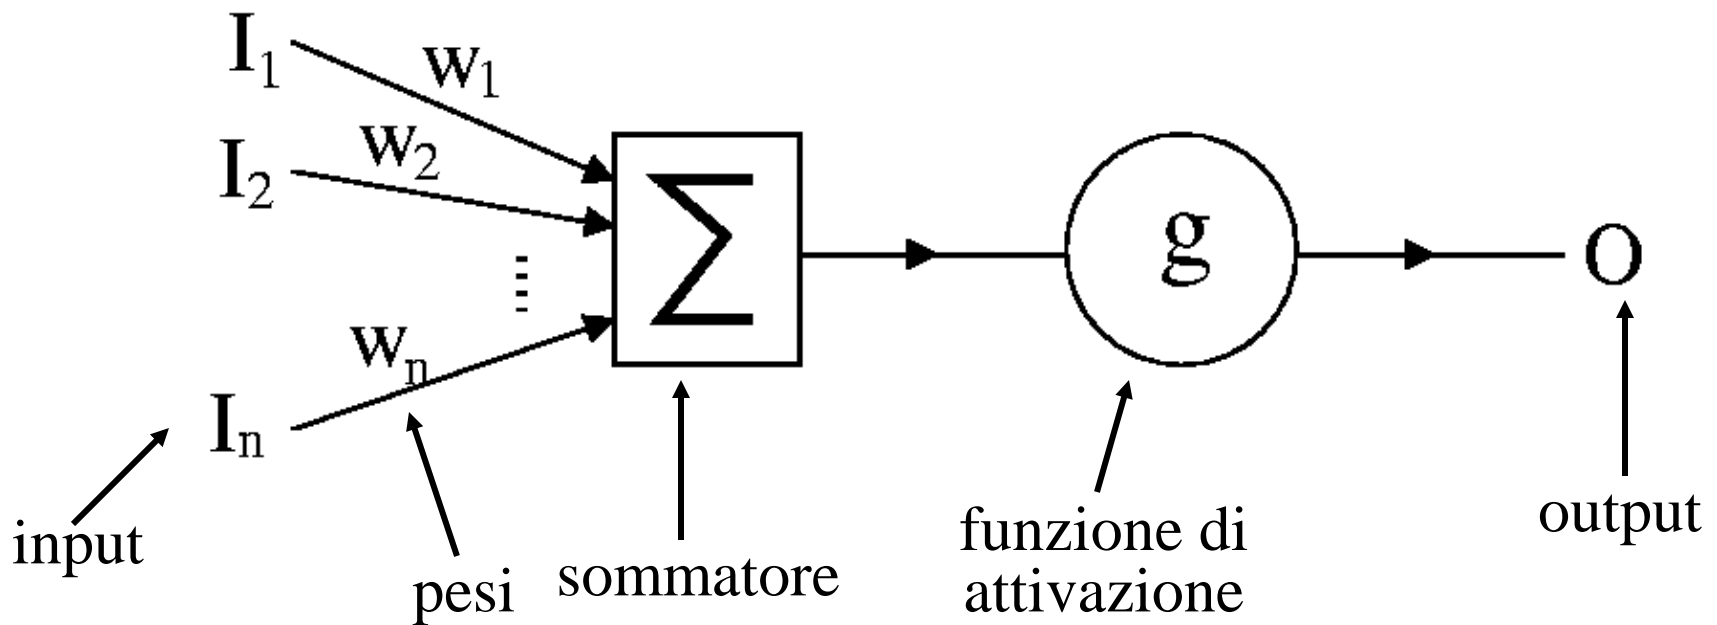 I₁
w₁
w₂
I₂
Σ
g
O
wₙ
Iₙ
input
pesi
sommatore
funzione di
attivazione
output